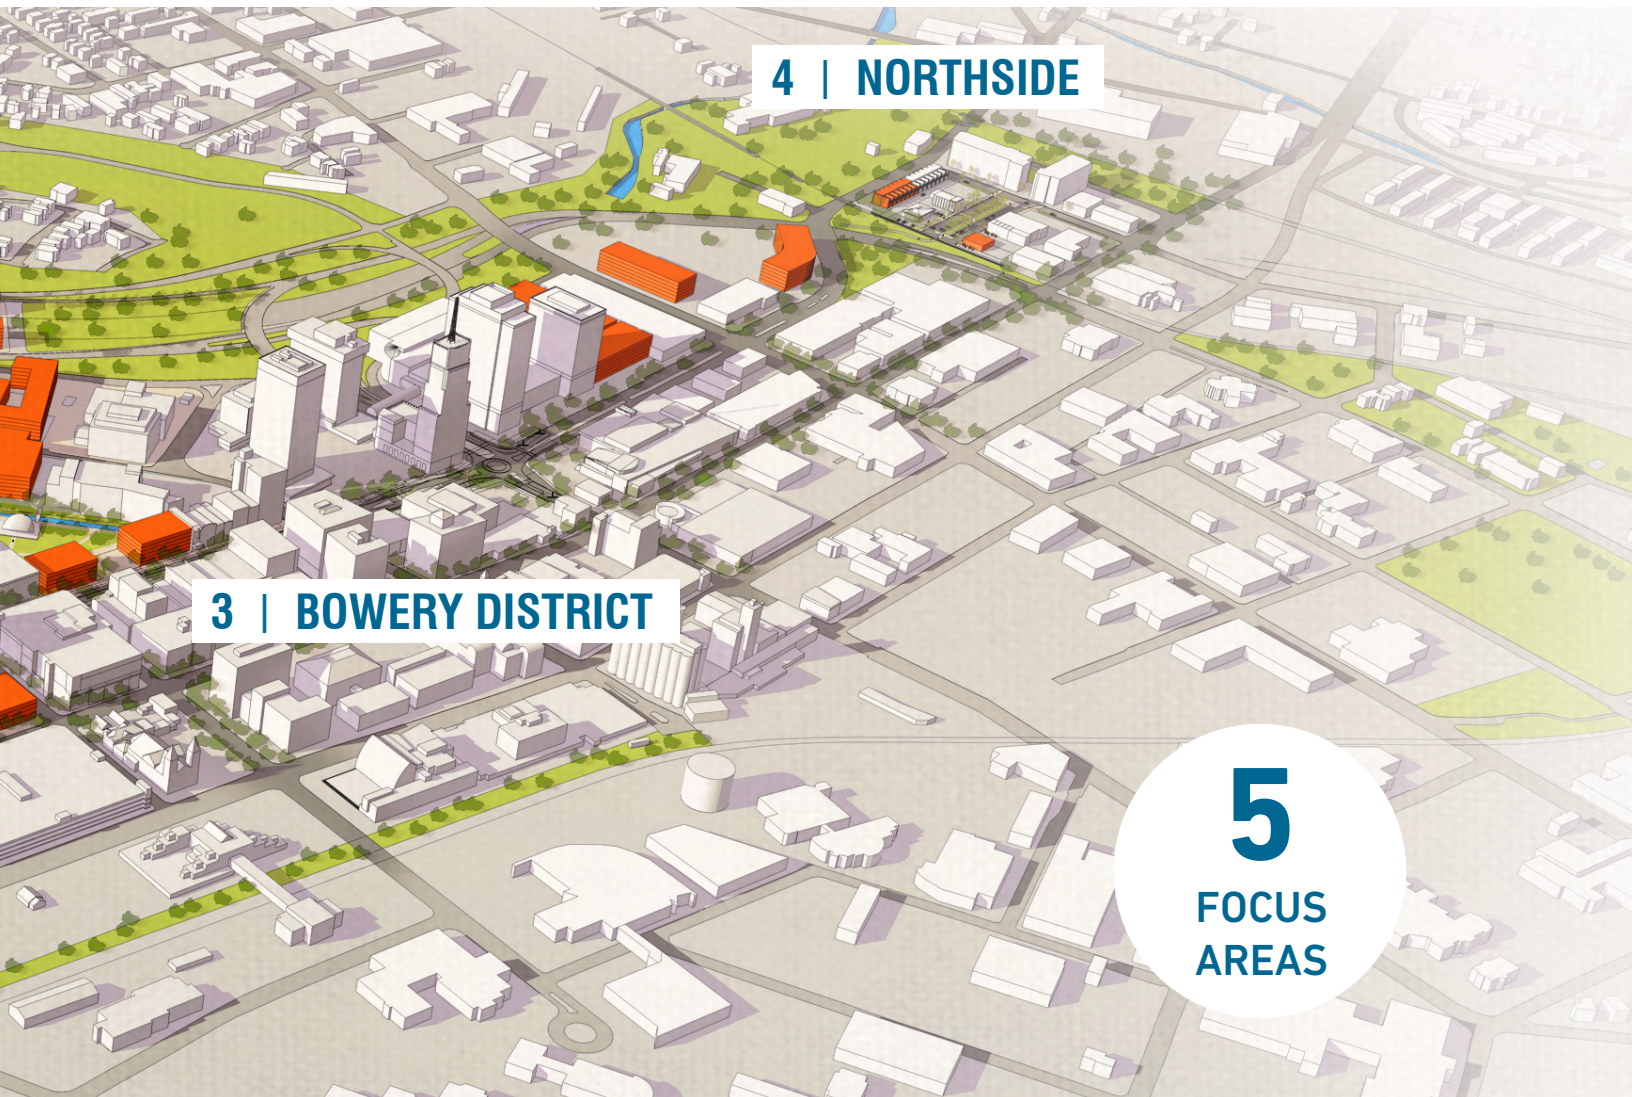 4 | NORTHSIDE
3 | BOWERY DISTRICT
5
FOCUS
AREAS